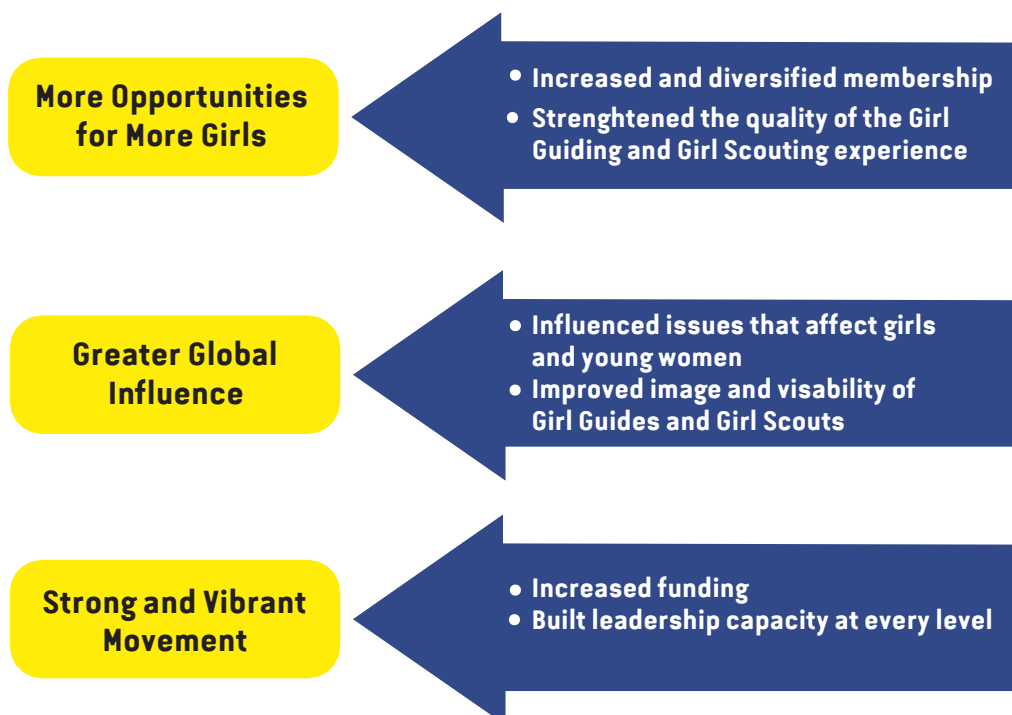 More Opportunities
for More Girls
• Increased and diversified membership
• Strenghtened the quality of the Girl
Guiding and Girl Scouting experience
Greater Global
Influence
• Influenced issues that affect girls
and young women
• Improved image and visability of
Girl Guides and Girl Scouts
Strong and Vibrant
Movement
• Increased funding
• Built leadership capacity at every level